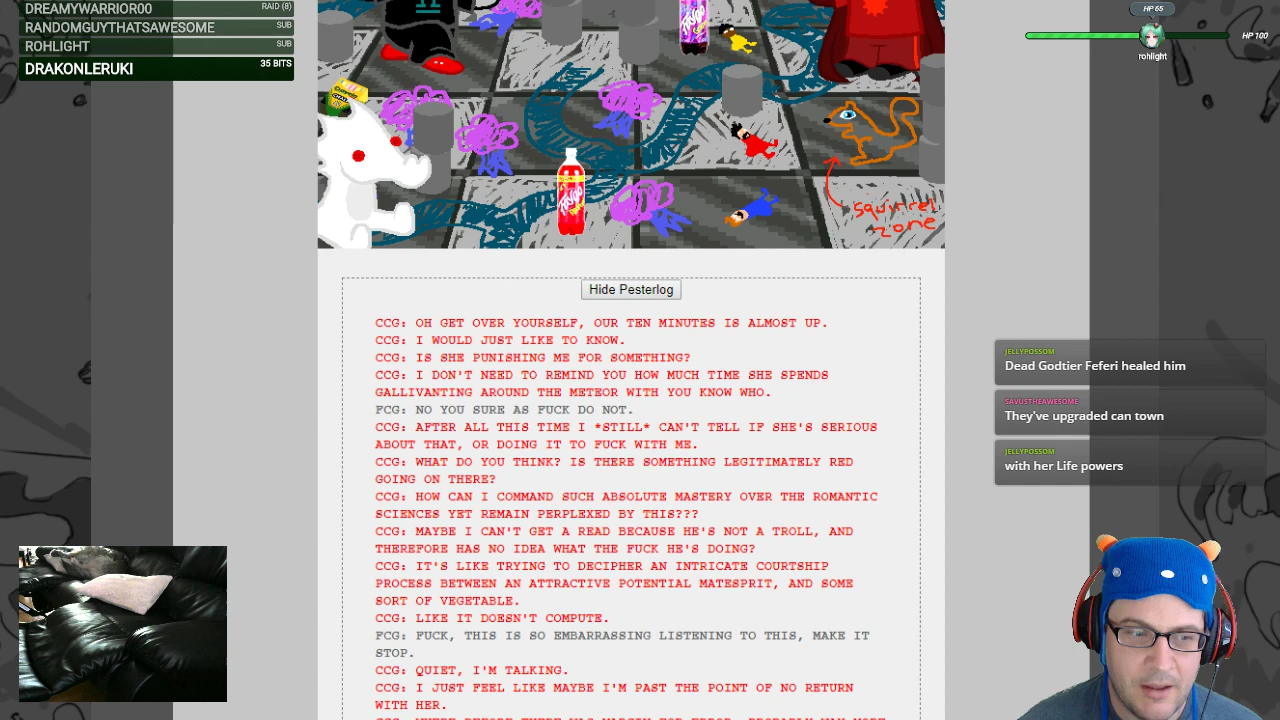 DREAMYWARRIOR00 RAID (8)
RANDOMGUYTHATSAWESOME SUB
ROHLIGHT SUB
DRAKONLERUKI 35 BITS
HP 65
HP 100
rohlight
Faygo
squirrel
zone
Hide Pesterlog
CCG: OH GET OVER YOURSELF, OUR TEN MINUTES IS ALMOST UP.
CCG: I WOULD JUST LIKE TO KNOW.
CCG: IS SHE PUNISHING ME FOR SOMETHING?
CCG: I DON'T NEED TO REMIND YOU HOW MUCH TIME SHE SPENDS
GALLIVANTING AROUND THE METEOR WITH YOU KNOW WHO.
FCG: NO YOU SURE AS FUCK DO NOT.
CCG: AFTER ALL THIS TIME I *STILL* CAN'T TELL IF SHE'S SERIOUS
ABOUT THAT, OR DOING IT TO FUCK WITH ME.
CCG: WHAT DO YOU THINK? IS THERE SOMETHING LEGITIMATELY RED
GOING ON THERE?
CCG: HOW CAN I COMMAND SUCH ABSOLUTE MASTERY OVER THE ROMANTIC
SCIENCES YET REMAIN PERPLEXED BY THIS???
CCG: MAYBE I CAN'T GET A READ BECAUSE HE'S NOT A TROLL, AND
THEREFORE HAS NO IDEA WHAT THE FUCK HE'S DOING?
CCG: IT'S LIKE TRYING TO DECIPHER AN INTRICATE COURTSHIP
PROCESS BETWEEN AN ATTRACTIVE POTENTIAL MATESPRIT, AND SOME
SORT OF VEGETABLE.
CCG: LIKE IT DOESN'T COMPUTE.
FCG: FUCK, THIS IS SO EMBARRASSING LISTENING TO THIS, MAKE IT
STOP.
CCG: QUIET, I'M TALKING.
CCG: I JUST FEEL LIKE MAYBE I'M PAST THE POINT OF NO RETURN
WITH HER.
JELLYPOSSOM
Dead Godtier Feferi healed him
SAVUSTHEAWESOME
They've upgraded can town
JELLYPOSSOM
with her Life powers